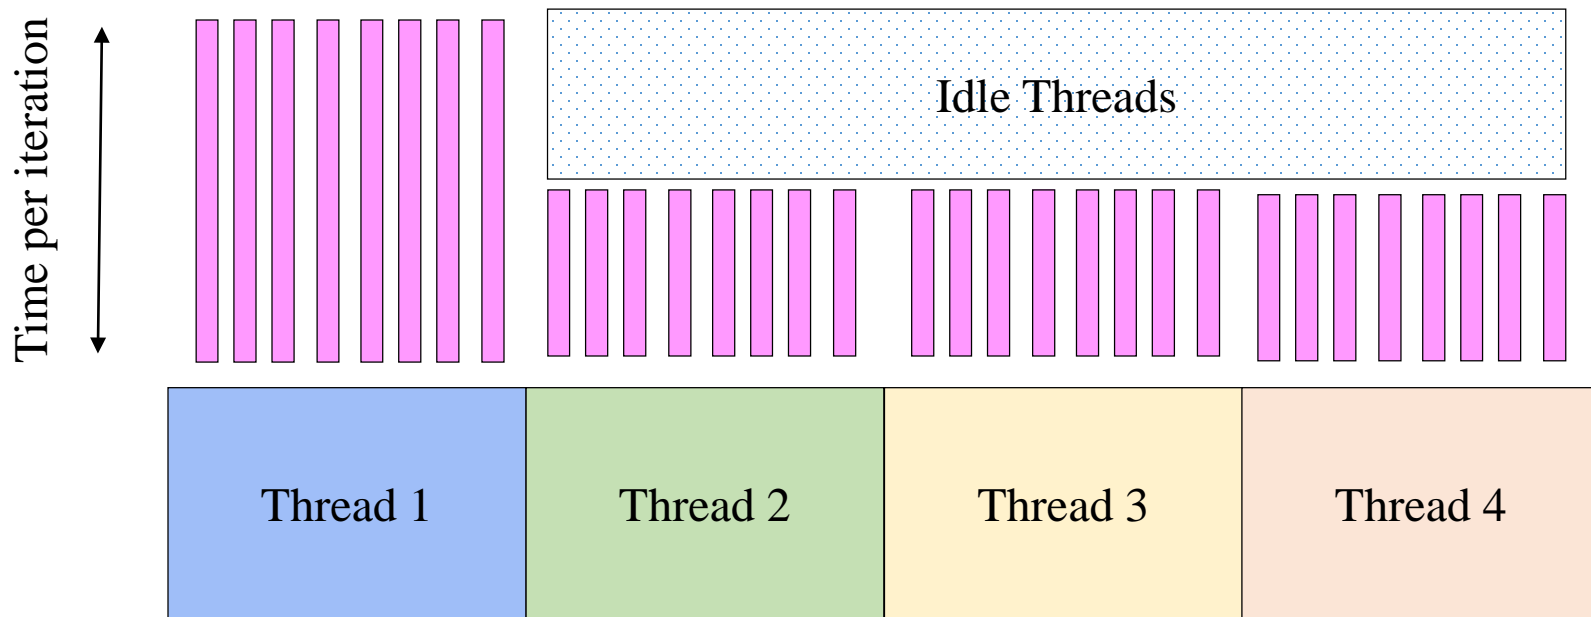 Time per iteration
Idle Threads
Thread 1
Thread 2
Thread 3
Thread 4